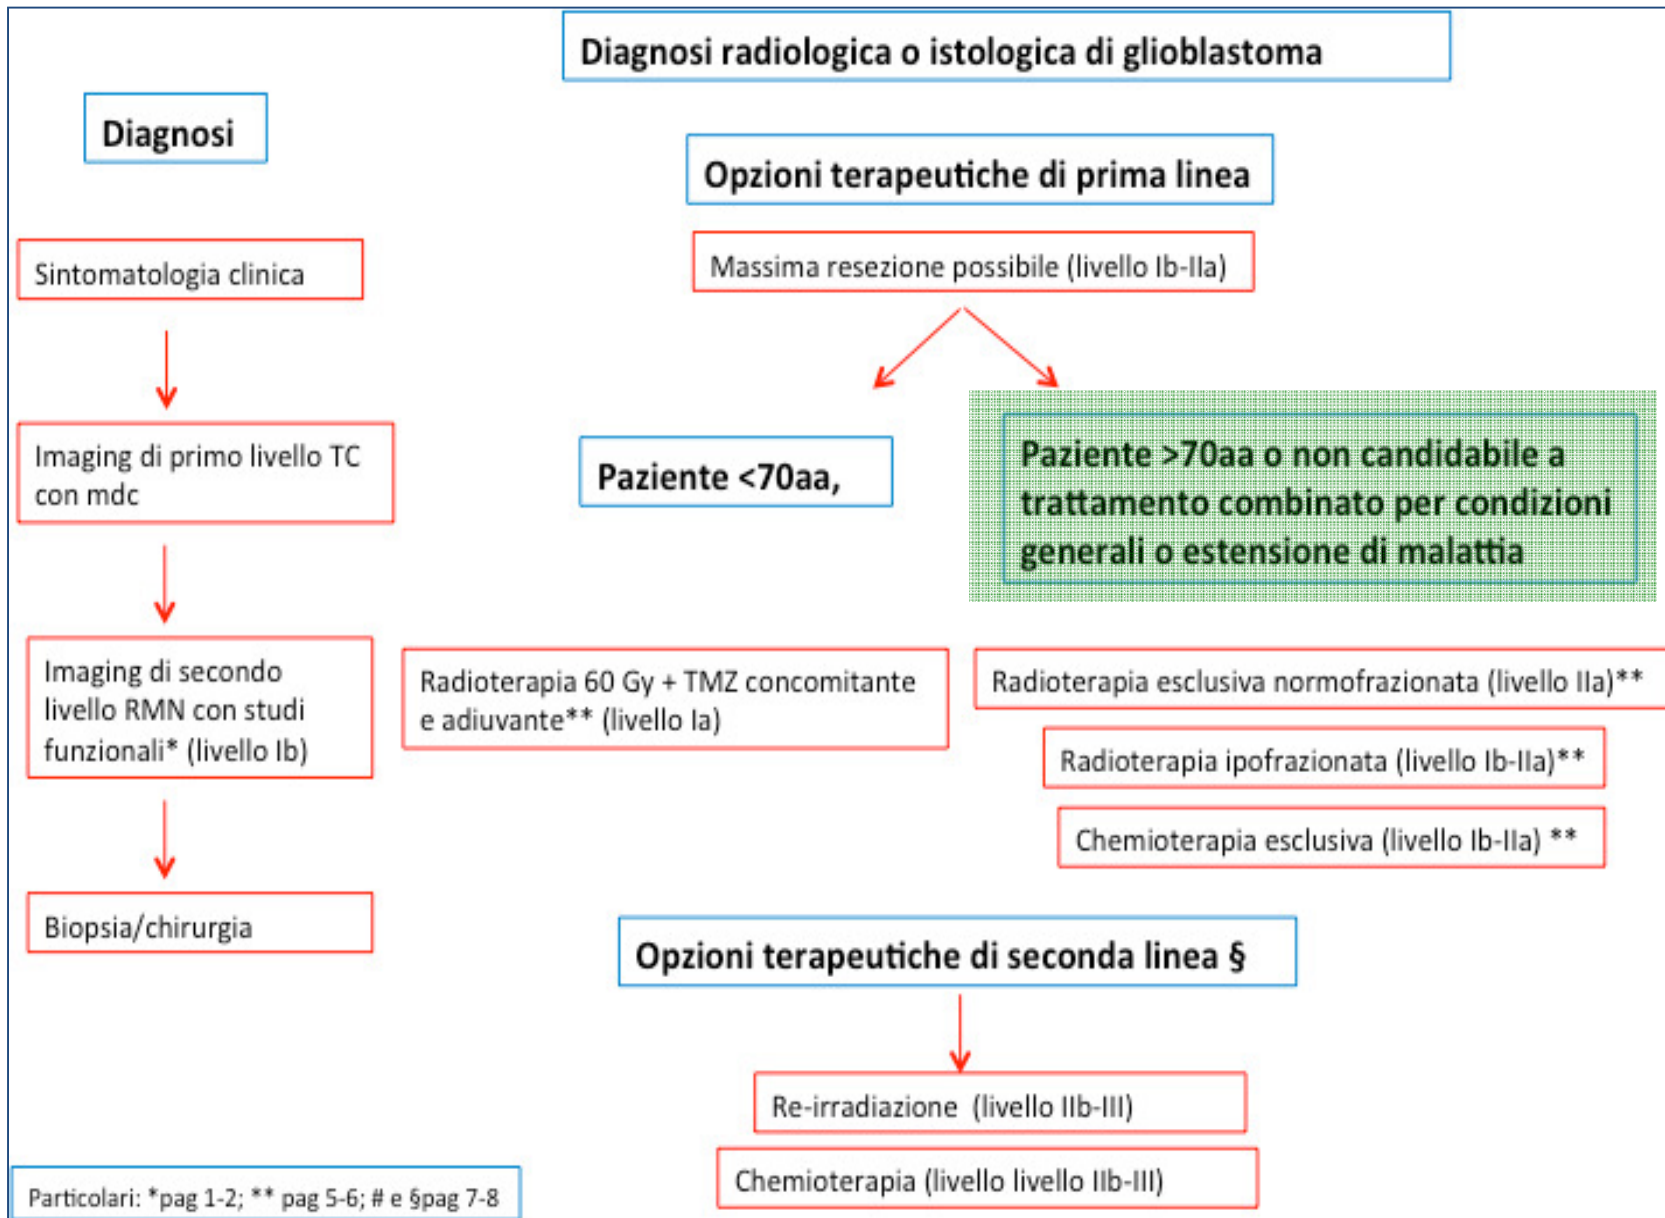 Diagnosi radiologica o istologica di glioblastoma
Diagnosi
Sintomatologia clinica
Imaging di primo livello TC
con mdc
Imaging di secondo
livello RMN con studi
funzionali* (livello Ib)
Biopsia/chirurgia
Opzioni terapeutiche di prima linea
Massima resezione possibile (livello Ib-IIa)
Paziente <70aa,
Paziente >70aa o non candidabile a
trattamento combinato per condizioni
generali o estensione di malattia
Radioterapia 60 Gy + TMZ concomitante
e adiuvante** (livello Ia)
Radioterapia esclusiva normofrazionata (livello IIa)**
Radioterapia ipofrazionata (livello Ib-IIa)**
Chemioterapia esclusiva (livello Ib-IIa) **
Opzioni terapeutiche di seconda linea §
Re-irradiazione (livello IIb-III)
Chemioterapia (livello livello IIb-III)
Particolari: *pag 1-2; ** pag 5-6; # e §pag 7-8